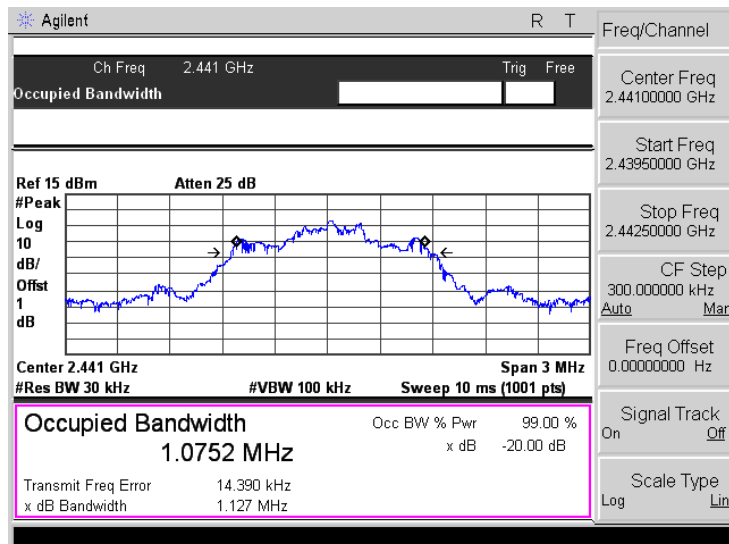 Agilent R T
Ch Freq 2.441 GHz Trig Free
Occupied Bandwidth
Ref 15 dBm Atten 25 dB
#Peak
Log
10
dB/
Offst
1
dB
Center 2.441 GHz Span 3 MHz
#Res BW 30 kHz #VBW 100 kHz Sweep 10 ms (1001 pts)
Occupied Bandwidth Occ BW % Pwr 99.00 %
1.0752 MHz x dB -20.00 dB
Transmit Freq Error 14.390 kHz
x dB Bandwidth 1.127 MHz
Freq/Channel
Center Freq
2.44100000 GHz
Start Freq
2.43950000 GHz
Stop Freq
2.44250000 GHz
CF Step
300.000000 kHz
Auto Mar
Freq Offset
0.00000000 Hz
Signal Track
On Off
Scale Type
Log Lin